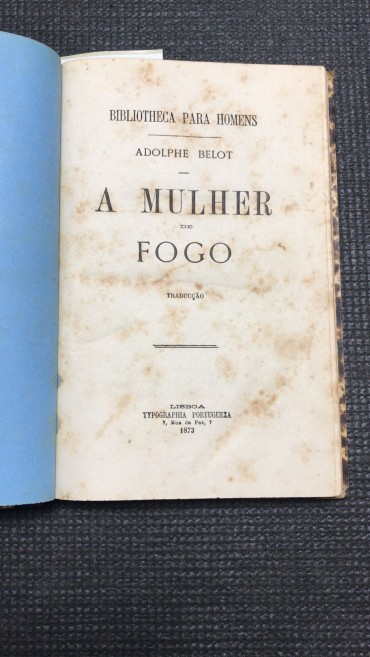 BIBLIOTHECA PARA HOMENS
ADOLPHE BELOT
A MULHER
DE
FOGO
TRADUCÇÃO
LISBOA
TYPOGRAPHIA PORTUGUEZA
7, Rua da Paz, 7
1873